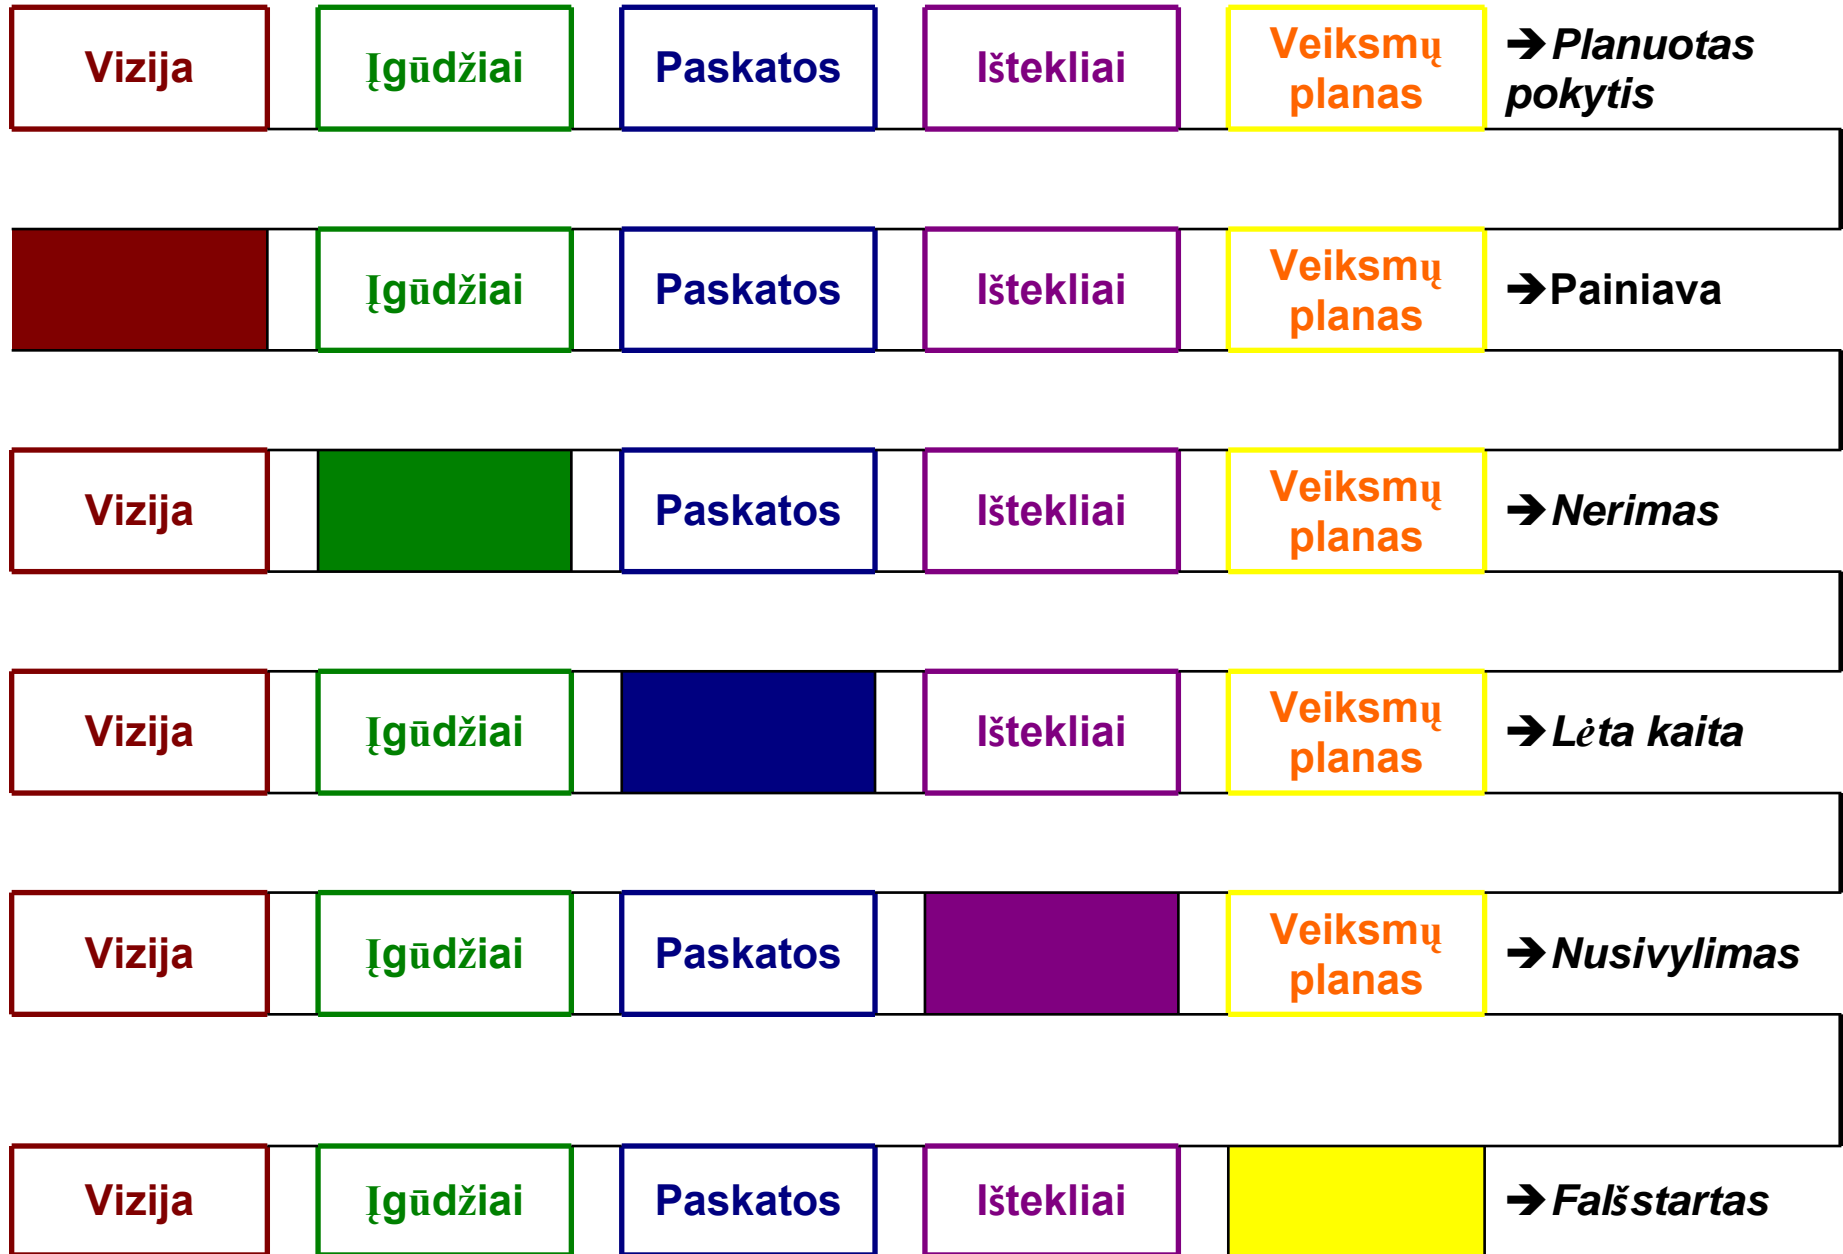 Vizija Įgūdžiai Paskatos Ištekliai Veiksmų planas ➔Planuotas pokytis
Įgūdžiai Paskatos Ištekliai Veiksmų planas ➔Painiava
Vizija Paskatos Ištekliai Veiksmų planas ➔Nerimas
Vizija Įgūdžiai Ištekliai Veiksmų planas ➔Lėta kaita
Vizija Įgūdžiai Paskatos Veiksmų planas ➔Nusivylimas
Vizija Įgūdžiai Paskatos Ištekliai ➔Falšstartas